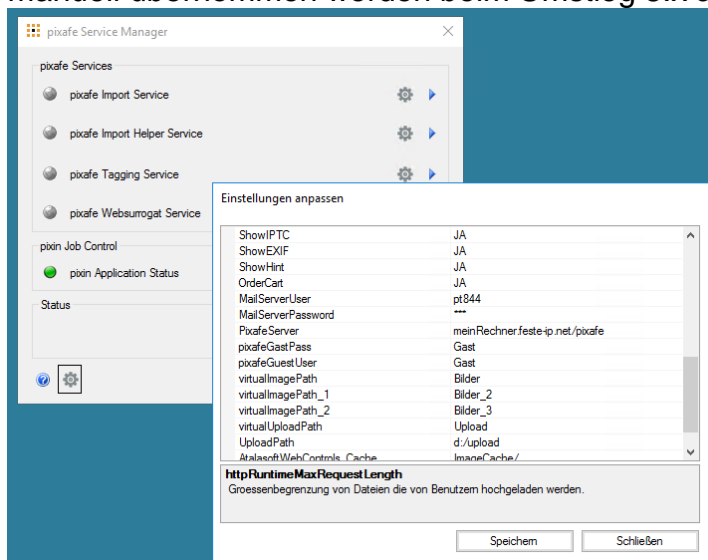 pixafe Service Manager
pixafe Services
pixafe Import Service
pixafe Import Helper Service
pixafe Tagging Service
pixafe Websurrogat Service
pixin Job Control
pixin Application Status
Status
Einstellungen anpassen
ShowIPTC JA
ShowEXIF JA
ShowHint JA
OrderCart JA
MailServerUser pt844
MailServerPassword ***
PixafeServer meinRechner.feste-ip.net/pixafe
pixafeGastPass Gast
pixafeGuestUser Gast
virtualImagePath Bilder
virtualImagePath_1 Bilder_2
virtualImagePath_2 Bilder_3
virtualUploadPath Upload
UploadPath d:/upload
AtalasoftWebControls_Cache ImageCache/
httpRuntimeMaxRequestLength
Groessenbegrenzung von Dateien die von Benutzern hochgeladen werden.
Speichern Schließen